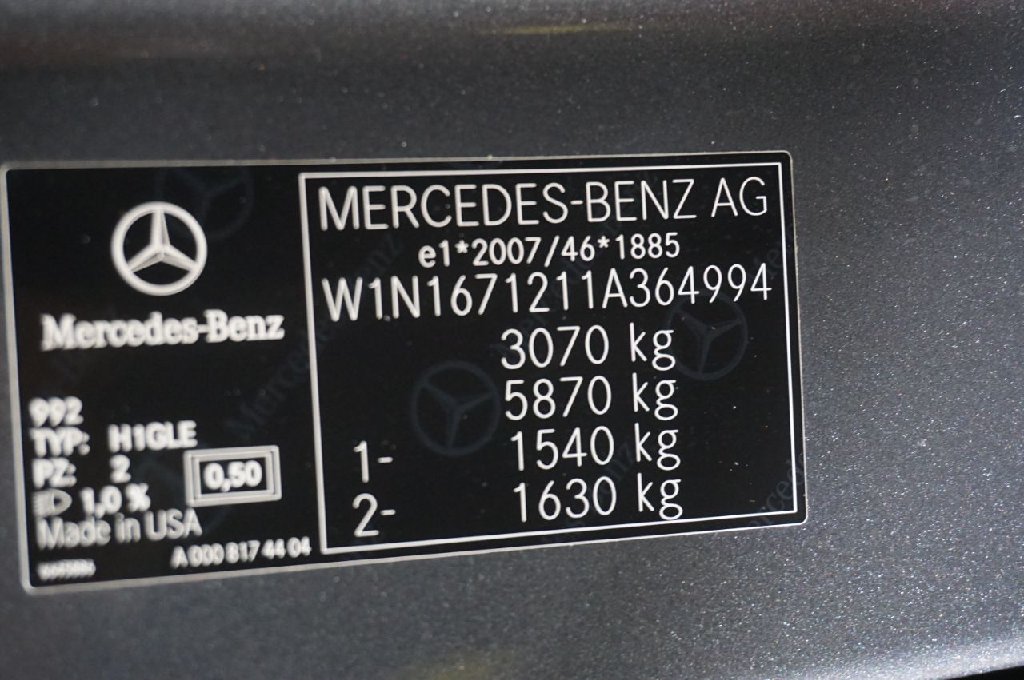 Mercedes-Benz
992
TYP: H1GLE
PZ: 2
1,0 %
0,50
Made in USA
A 000 817 44 04
MERCEDES-BENZ AG
e1*2007/46*1885
W1N1671211A364994
3070 kg
5870 kg
1- 1540 kg
2- 1630 kg